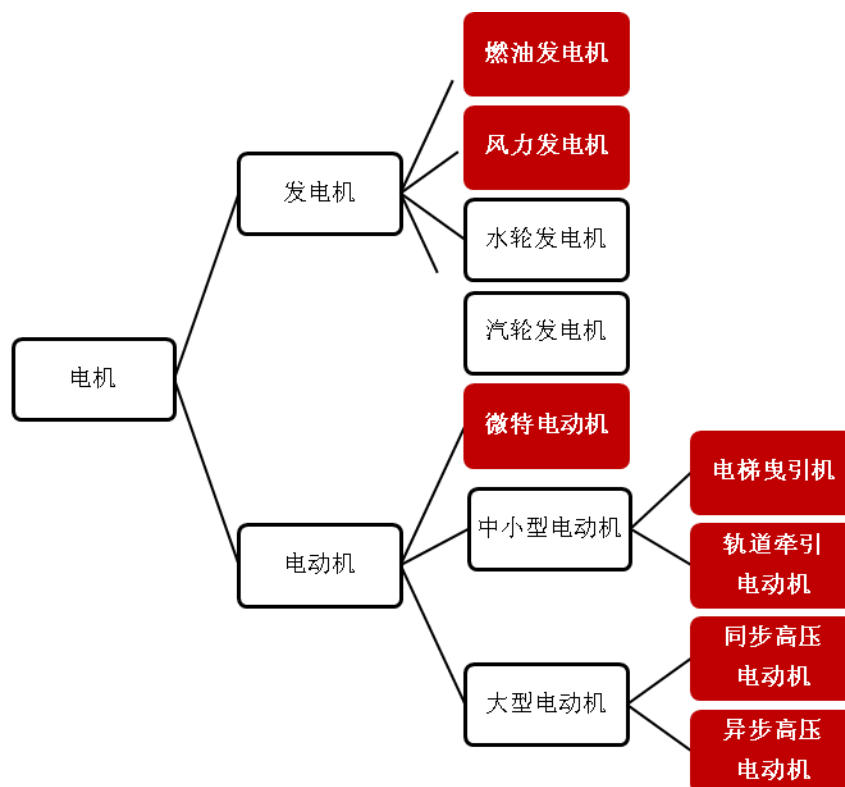 燃油发电机
风力发电机
发电机
水轮发电机
汽轮发电机
电机
微特电动机
电梯曳引机
中小型电动机
轨道牵引
电动机
电动机
同步高压
电动机
大型电动机
异步高压
电动机